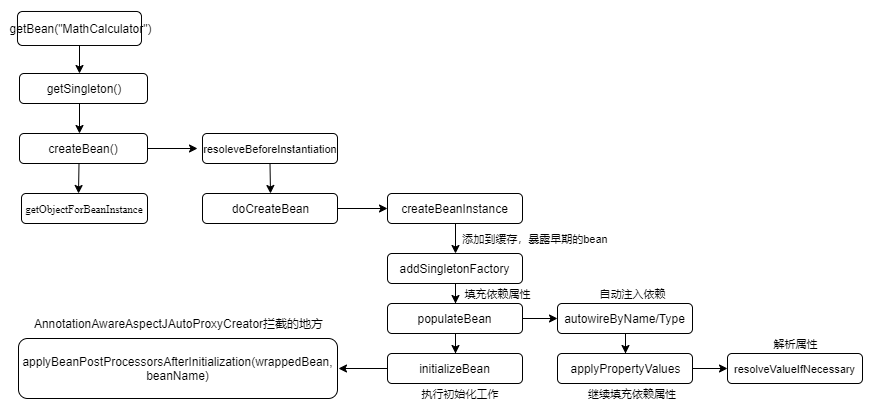 getBean("MathCalculator")
getSingleton()
createBean()
resoleveBeforeInstantiation
getObjectForBeanInstance
doCreateBean
createBeanInstance
添加到缓存，暴露早期的bean
addSingletonFactory
填充依赖属性
自动注入依赖
AnnotationAwareAspectJAutoProxyCreator拦截的地方
populateBean
autowireByName/Type
解析属性
applyBeanPostProcessorsAfterInitialization(wrappedBean,
beanName)
initializeBean
applyPropertyValues
resolveValueIfNecessary
执行初始化工作
继续填充依赖属性